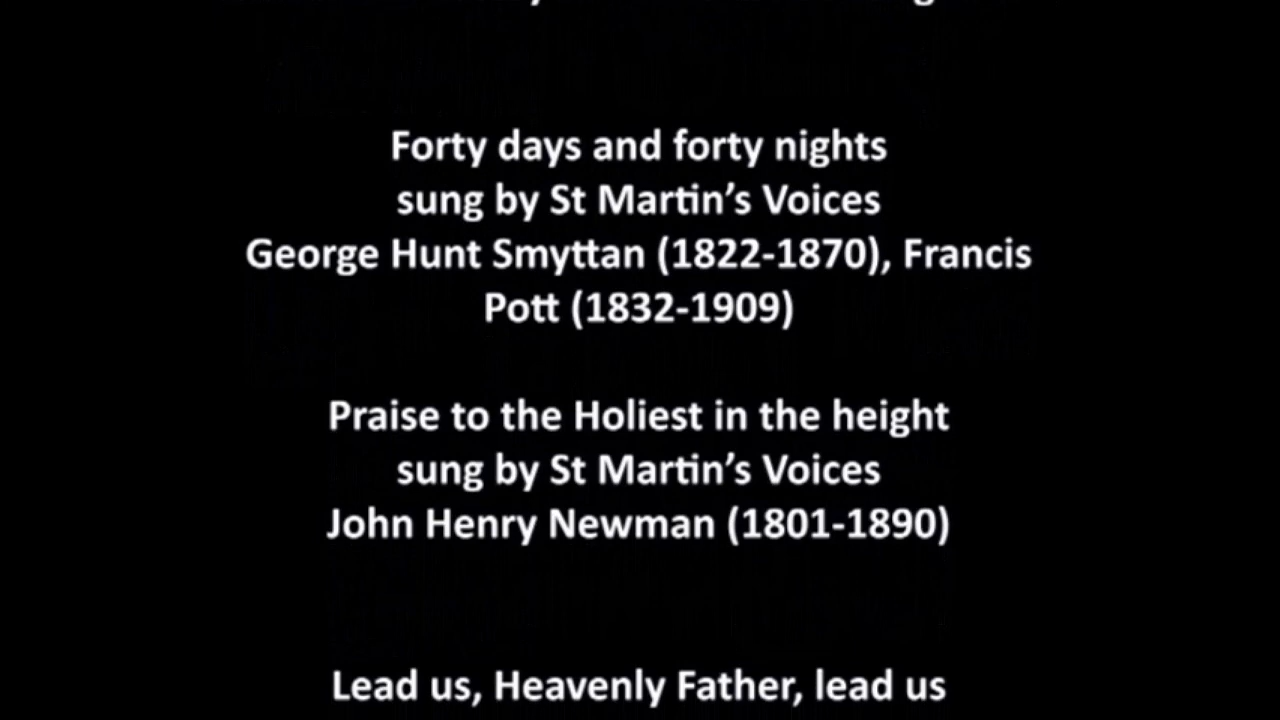 Forty days and forty nights
sung by St Martin’s Voices
George Hunt Smyttan (1822-1870), Francis
Pott (1832-1909)
Praise to the Holiest in the height
sung by St Martin’s Voices
John Henry Newman (1801-1890)
Lead us, Heavenly Father, lead us